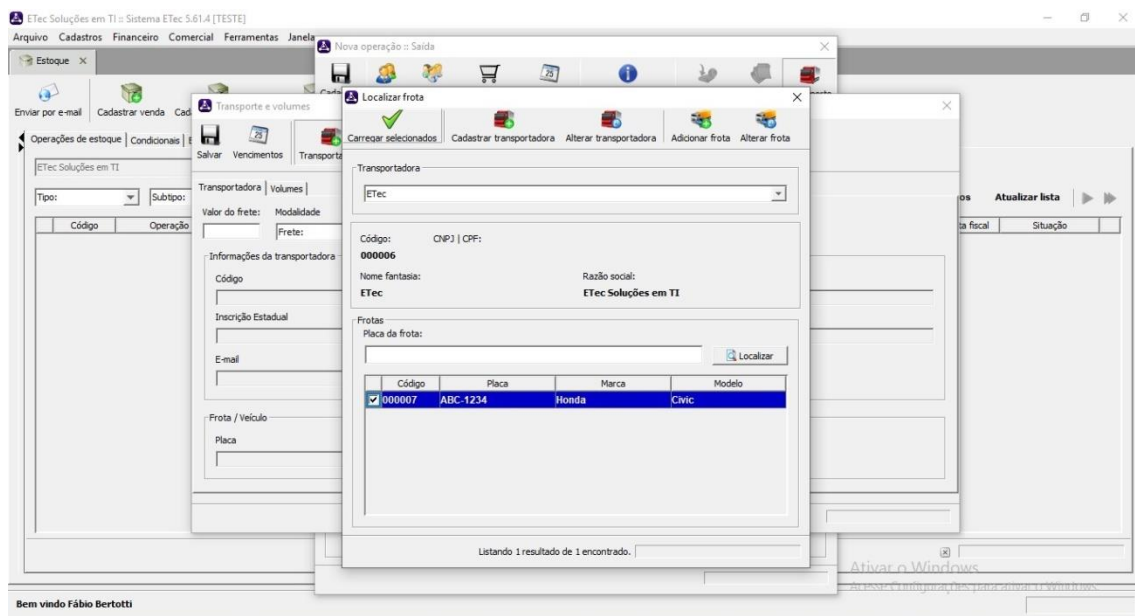 ETec Soluções em TI :: Sistema ETec 5.61.4 [TESTE]
Arquivo Cadastros Financeiro Comercial Ferramentas Janela
Estoque
Enviar por e-mail Cadastrar venda
Operações de estoque Condicionais
ETec Soluções em TI
Tipo: Subtipo:
Atualizar lista
Código Operação
fiscal Situação
Nova operação :: Saída
Transporte e volumes
Salvar Vencimentos
Transportadora Volumes
Valor do frete: Modalidade
Frete:
Informações da transportadora
Código
Inscrição Estadual
E-mail
Frota / Veículo
Placa
Localizar frota
Carregar selecionados Cadastrar transportadora Alterar transportadora Adicionar frota Alterar frota
Transportadora
ETec
Código: CNPJ | CPF:
000006
Nome fantasia: Razão social:
ETec ETec Soluções em TI
Frotas
Placa da frota:
Localizar
Código Placa Marca Modelo
000007 ABC-1234 Honda Civic
Listando 1 resultado de 1 encontrado.
Ativar o Windows
Acesse Configurações para ativar o Windows.
Bem vindo Fábio Bertotti